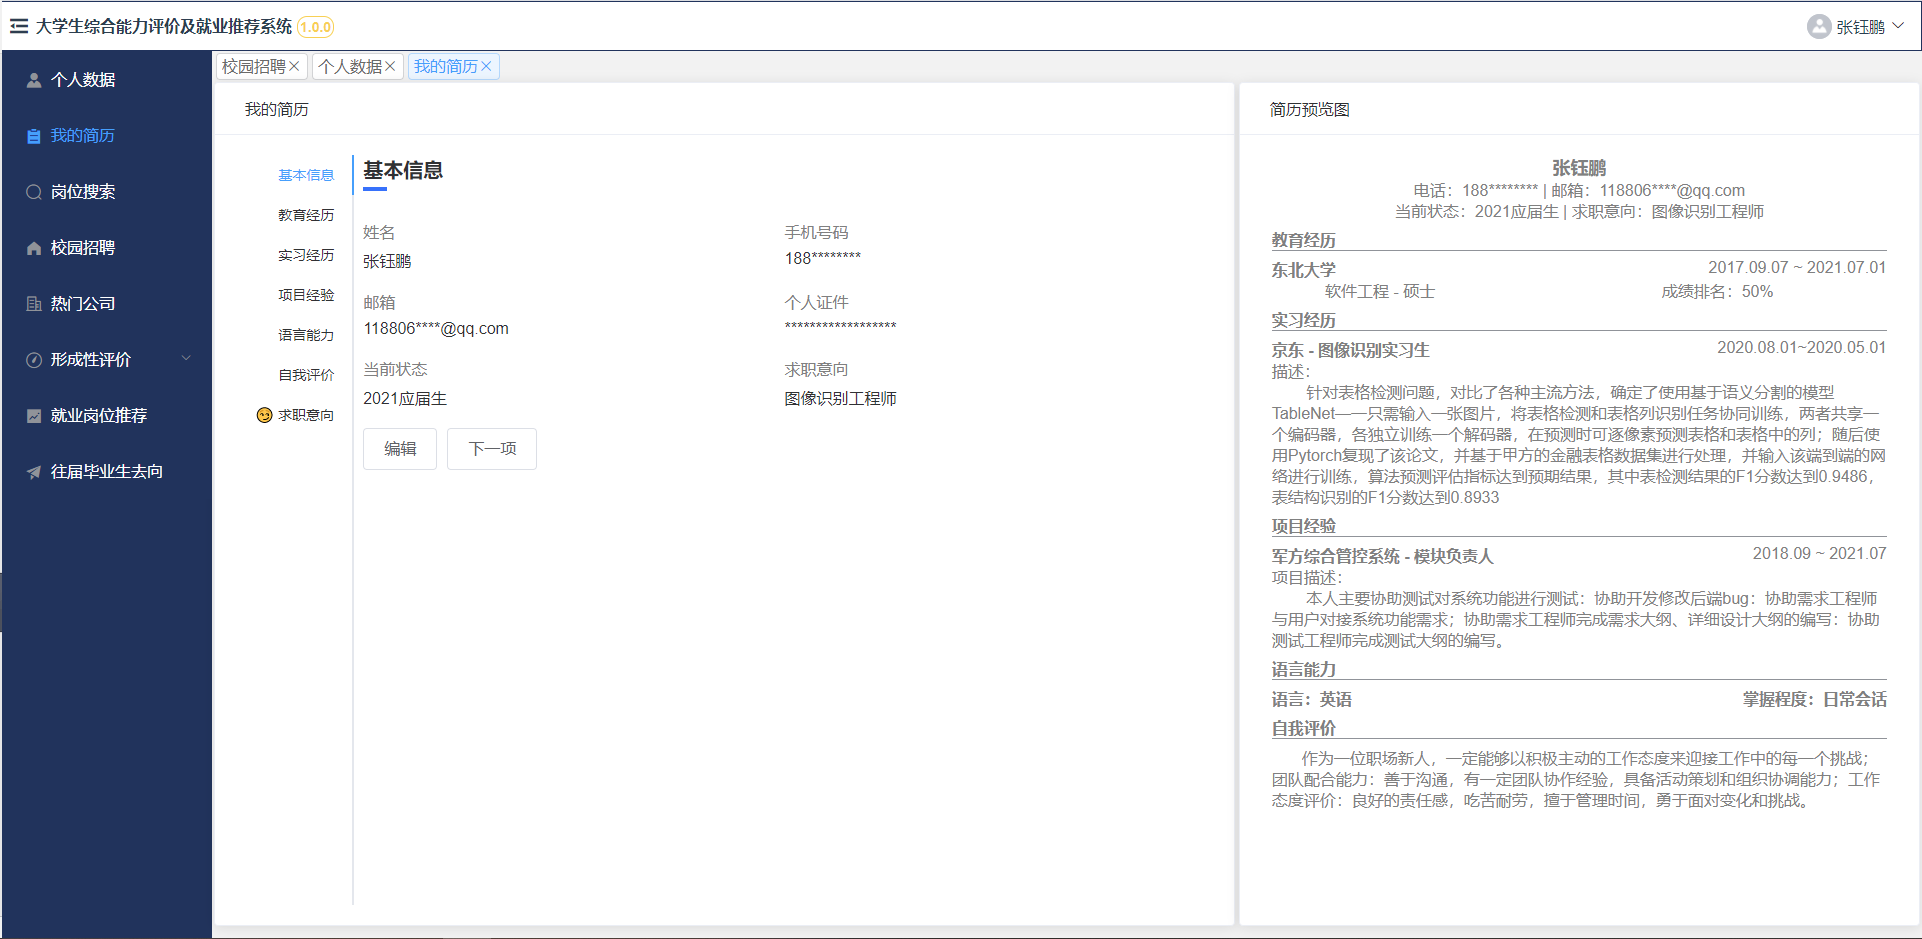 大学生综合能力评价及就业推荐系统 1.0.0
张钰鹏
个人数据
我的简历
岗位搜索
校园招聘
热门公司
形成性评价
就业岗位推荐
往届毕业生去向
校园招聘 个人数据 我的简历
我的简历
基本信息
教育经历
实习经历
项目经验
语言能力
自我评价
求职意向
基本信息
姓名
张钰鹏
手机号码
188********
邮箱
118806****@qq.com
个人证件
******************
当前状态
2021应届生
求职意向
图像识别工程师
编辑 下一项
简历预览图
张钰鹏
电话：188******** | 邮箱：118806****@qq.com
当前状态：2021应届生 | 求职意向：图像识别工程师
教育经历
东北大学 2017.09.07 ~ 2021.07.01
软件工程 - 硕士 成绩排名：50%
实习经历
京东 - 图像识别实习生 2020.08.01~2020.05.01
描述：
针对表格检测问题，对比了各种主流方法，确定了使用基于语义分割的模型
TableNet—一只需输入一张图片，将表格检测和表格列识别任务协同训练，两者共享一
个编码器，各独立训练一个解码器，在预测时可逐像素预测表格和表格中的列；随后使
用Pytorch复现了该论文，并基于甲方的金融表格数据集进行处理，并输入该端到端的网
络进行训练，算法预测评估指标达到预期结果，其中表检测结果的F1分数达到0.9486，
表结构识别的F1分数达到0.8933
项目经验
军方综合管控系统 - 模块负责人 2018.09 ~ 2021.07
项目描述：
本人主要协助测试对系统功能进行测试：协助开发修改后端bug：协助需求工程师
与用户对接系统功能需求；协助需求工程师完成需求大纲、详细设计大纲的编写：协助
测试工程师完成测试大纲的编写。
语言能力
语言：英语 掌握程度：日常会话
自我评价
作为一位职场新人，一定能够以积极主动的工作态度来迎接工作中的每一个挑战；
团队配合能力：善于沟通，有一定团队协作经验，具备活动策划和组织协调能力；工作
态度评价：良好的责任感，吃苦耐劳，擅于管理时间，勇于面对变化和挑战。